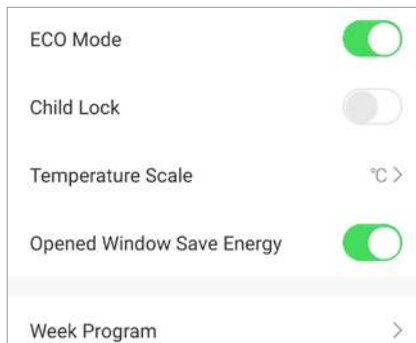 ECO Mode
Child Lock
Temperature Scale °C >
Opened Window Save Energy
Week Program >